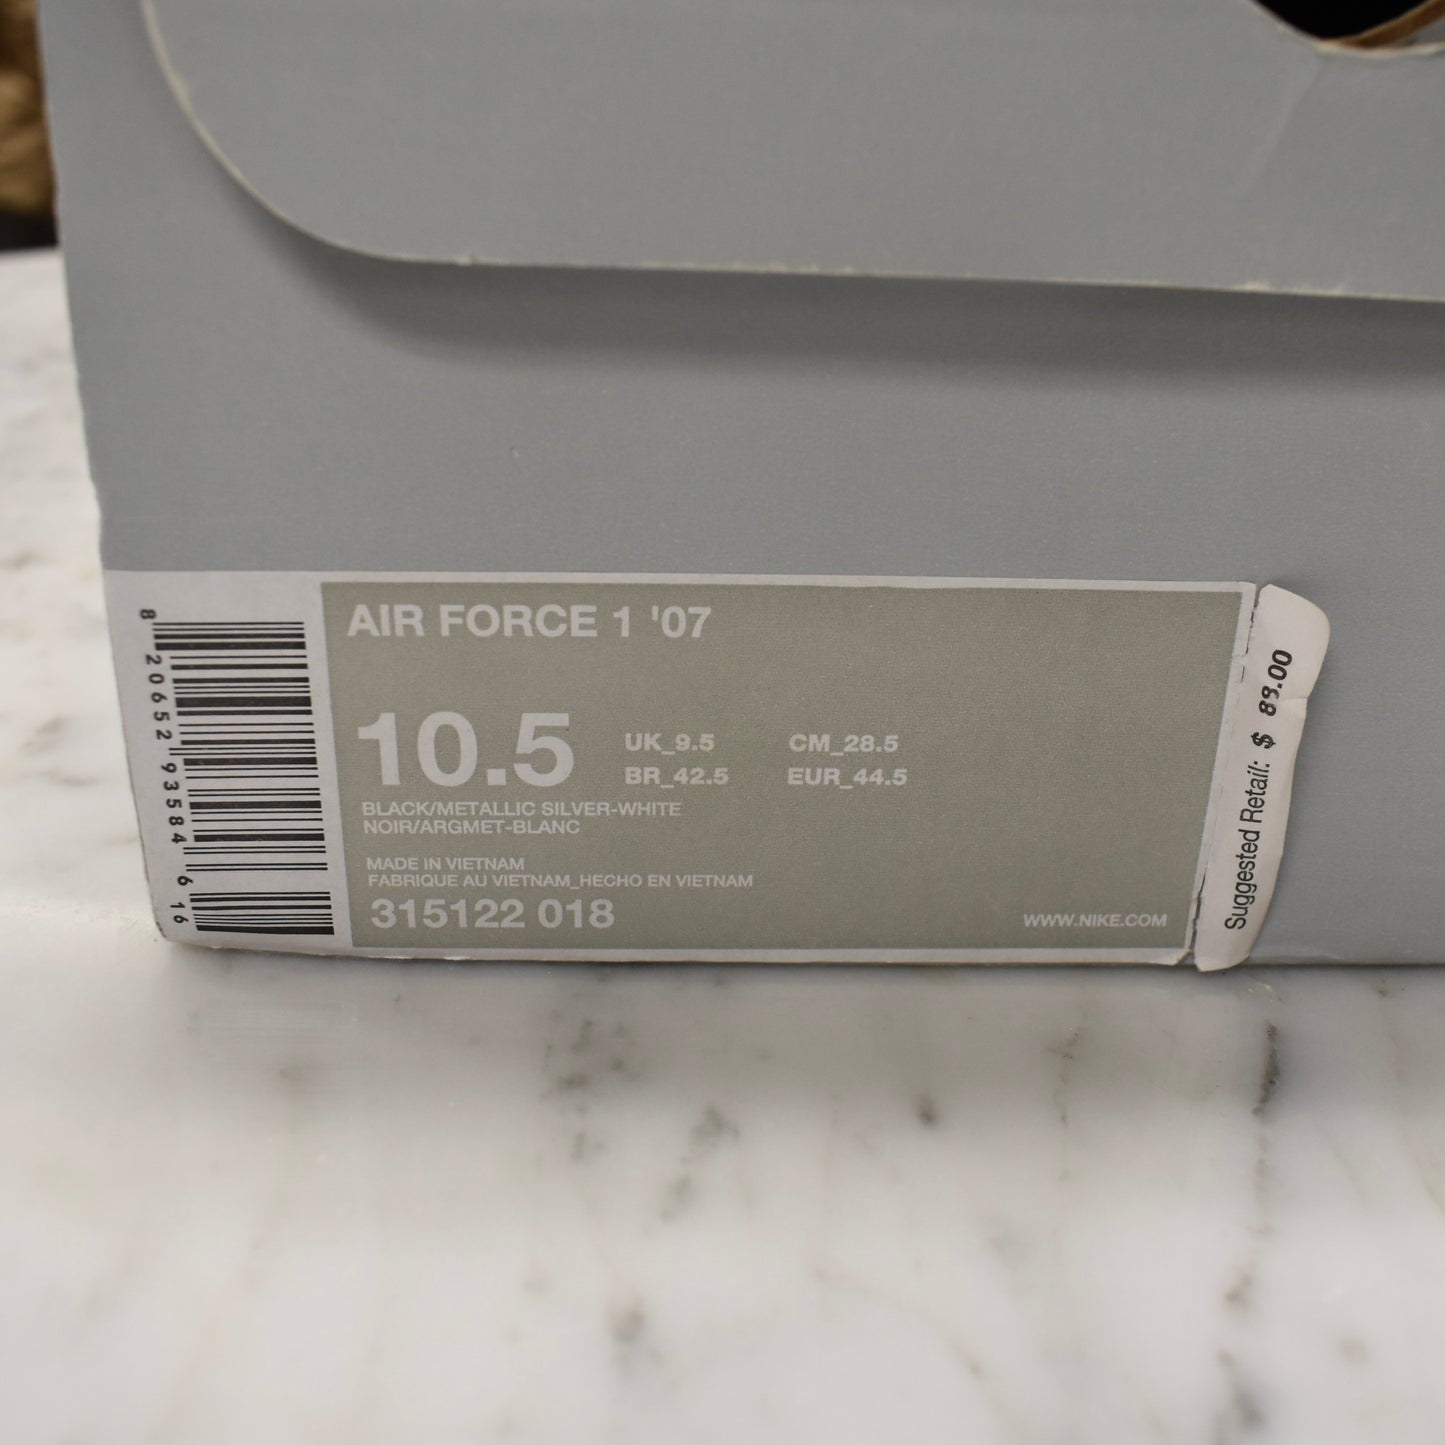 AIR FORCE 1 '07
10.5
UK_9.5 CM_28.5
BR_42.5 EUR_44.5
BLACK/METALLIC SILVER-WHITE
NOIR/ARGMET-BLANC
MADE IN VIETNAM
FABRIQUE AU VIETNAM_HECHO EN VIETNAM
315122 018
WWW.NIKE.COM
8 20652 93584 6 16
Suggested Retail: $ 89.00